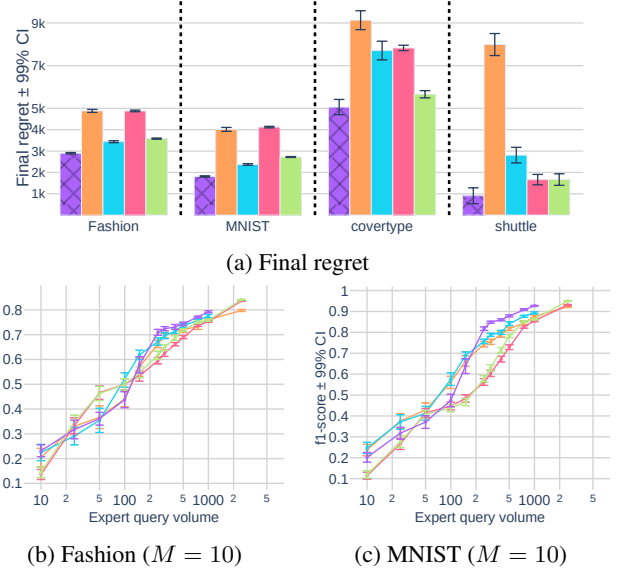 Final regret ± 99% CI
9k
7k
5k
4k
3k
2k
1k
Fashion MNIST covertype shuttle
(a) Final regret
0.8
0.7
0.6
0.5
0.4
0.3
0.2
0.1
10 2 5 100 2 5 1000 2 5
Expert query volume
(b) Fashion (M = 10)
f1-score ± 99% CI
1
0.9
0.8
0.7
0.6
0.5
0.4
0.3
0.2
0.1
10 2 5 100 2 5 1000 2 5
Expert query volume
(c) MNIST (M = 10)